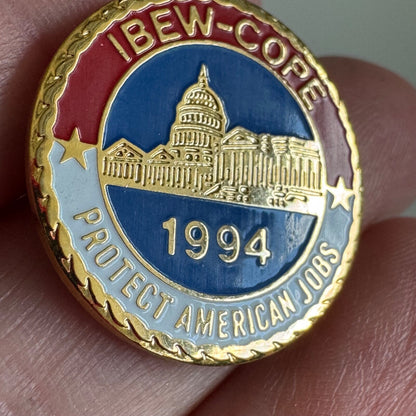 IBEW-COPE
1994
PROTECT AMERICAN JOBS